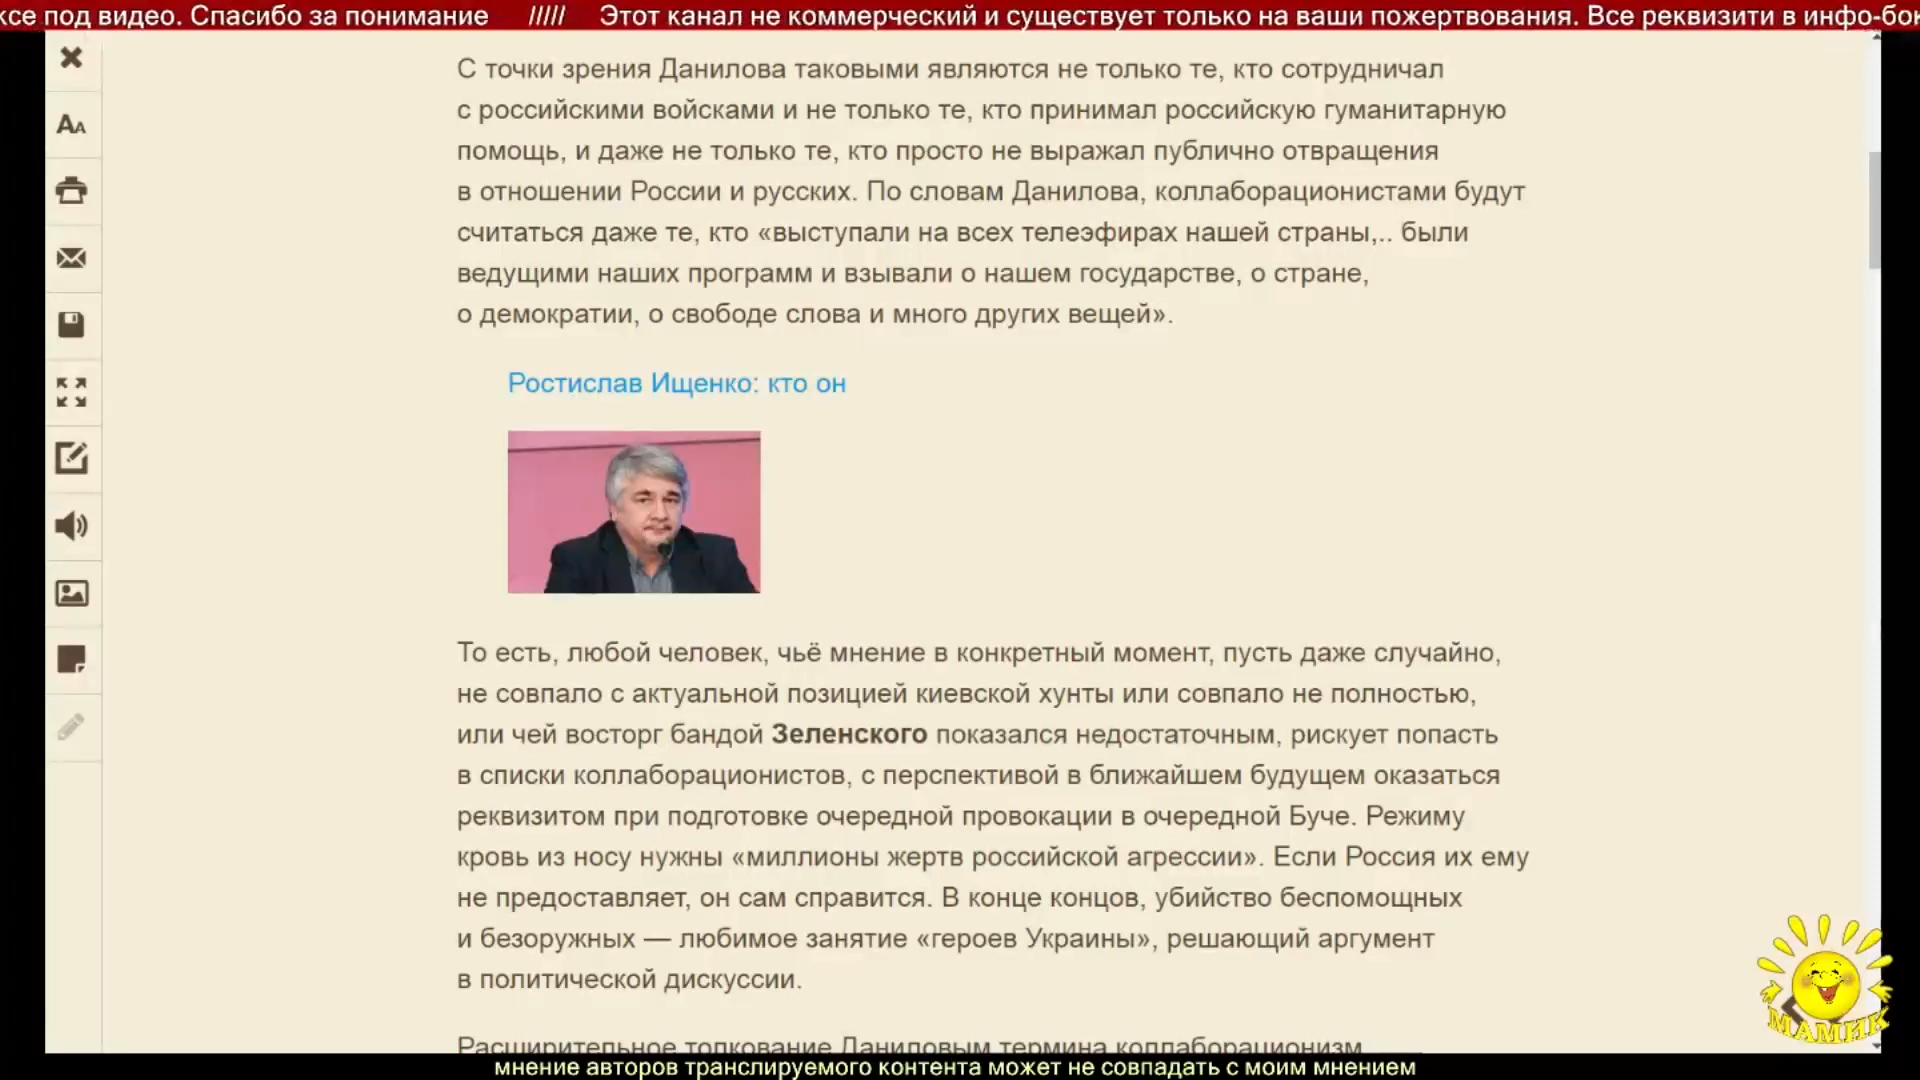 ксе под видео. Спасибо за понимание ///// Этот канал не коммерческий и существует только на ваши пожертвования. Все реквизити в инфо-бок
С точки зрения Данилова таковыми являются не только те, кто сотрудничал
с российскими войсками и не только те, кто принимал российскую гуманитарную
помощь, и даже не только те, кто просто не выражал публично отвращения
в отношении России и русских. По словам Данилова, коллаборационистами будут
считаться даже те, кто «выступали на всех телеэфирах нашей страны,.. были
ведущими наших программ и взывали о нашем государстве, о стране,
о демократии, о свободе слова и много других вещей».
Ростислав Ищенко: кто он
То есть, любой человек, чьё мнение в конкретный момент, пусть даже случайно,
не совпало с актуальной позицией киевской хунты или совпало не полностью,
или чей восторг бандой Зеленского показался недостаточным, рискует попасть
в списки коллаборационистов, с перспективой в ближайшем будущем оказаться
реквизитом при подготовке очередной провокации в очередной Буче. Режиму
кровь из носу нужны «миллионы жертв российской агрессии». Если Россия их ему
не предоставляет, он сам справится. В конце концов, убийство беспомощных
и безоружных — любимое занятие «героев Украины», решающий аргумент
в политической дискуссии.
Расширительное толкование Даниловым термина коллаборационизм
МАМИК
мнение авторов транслируемого контента может не совпадать с моим мнением